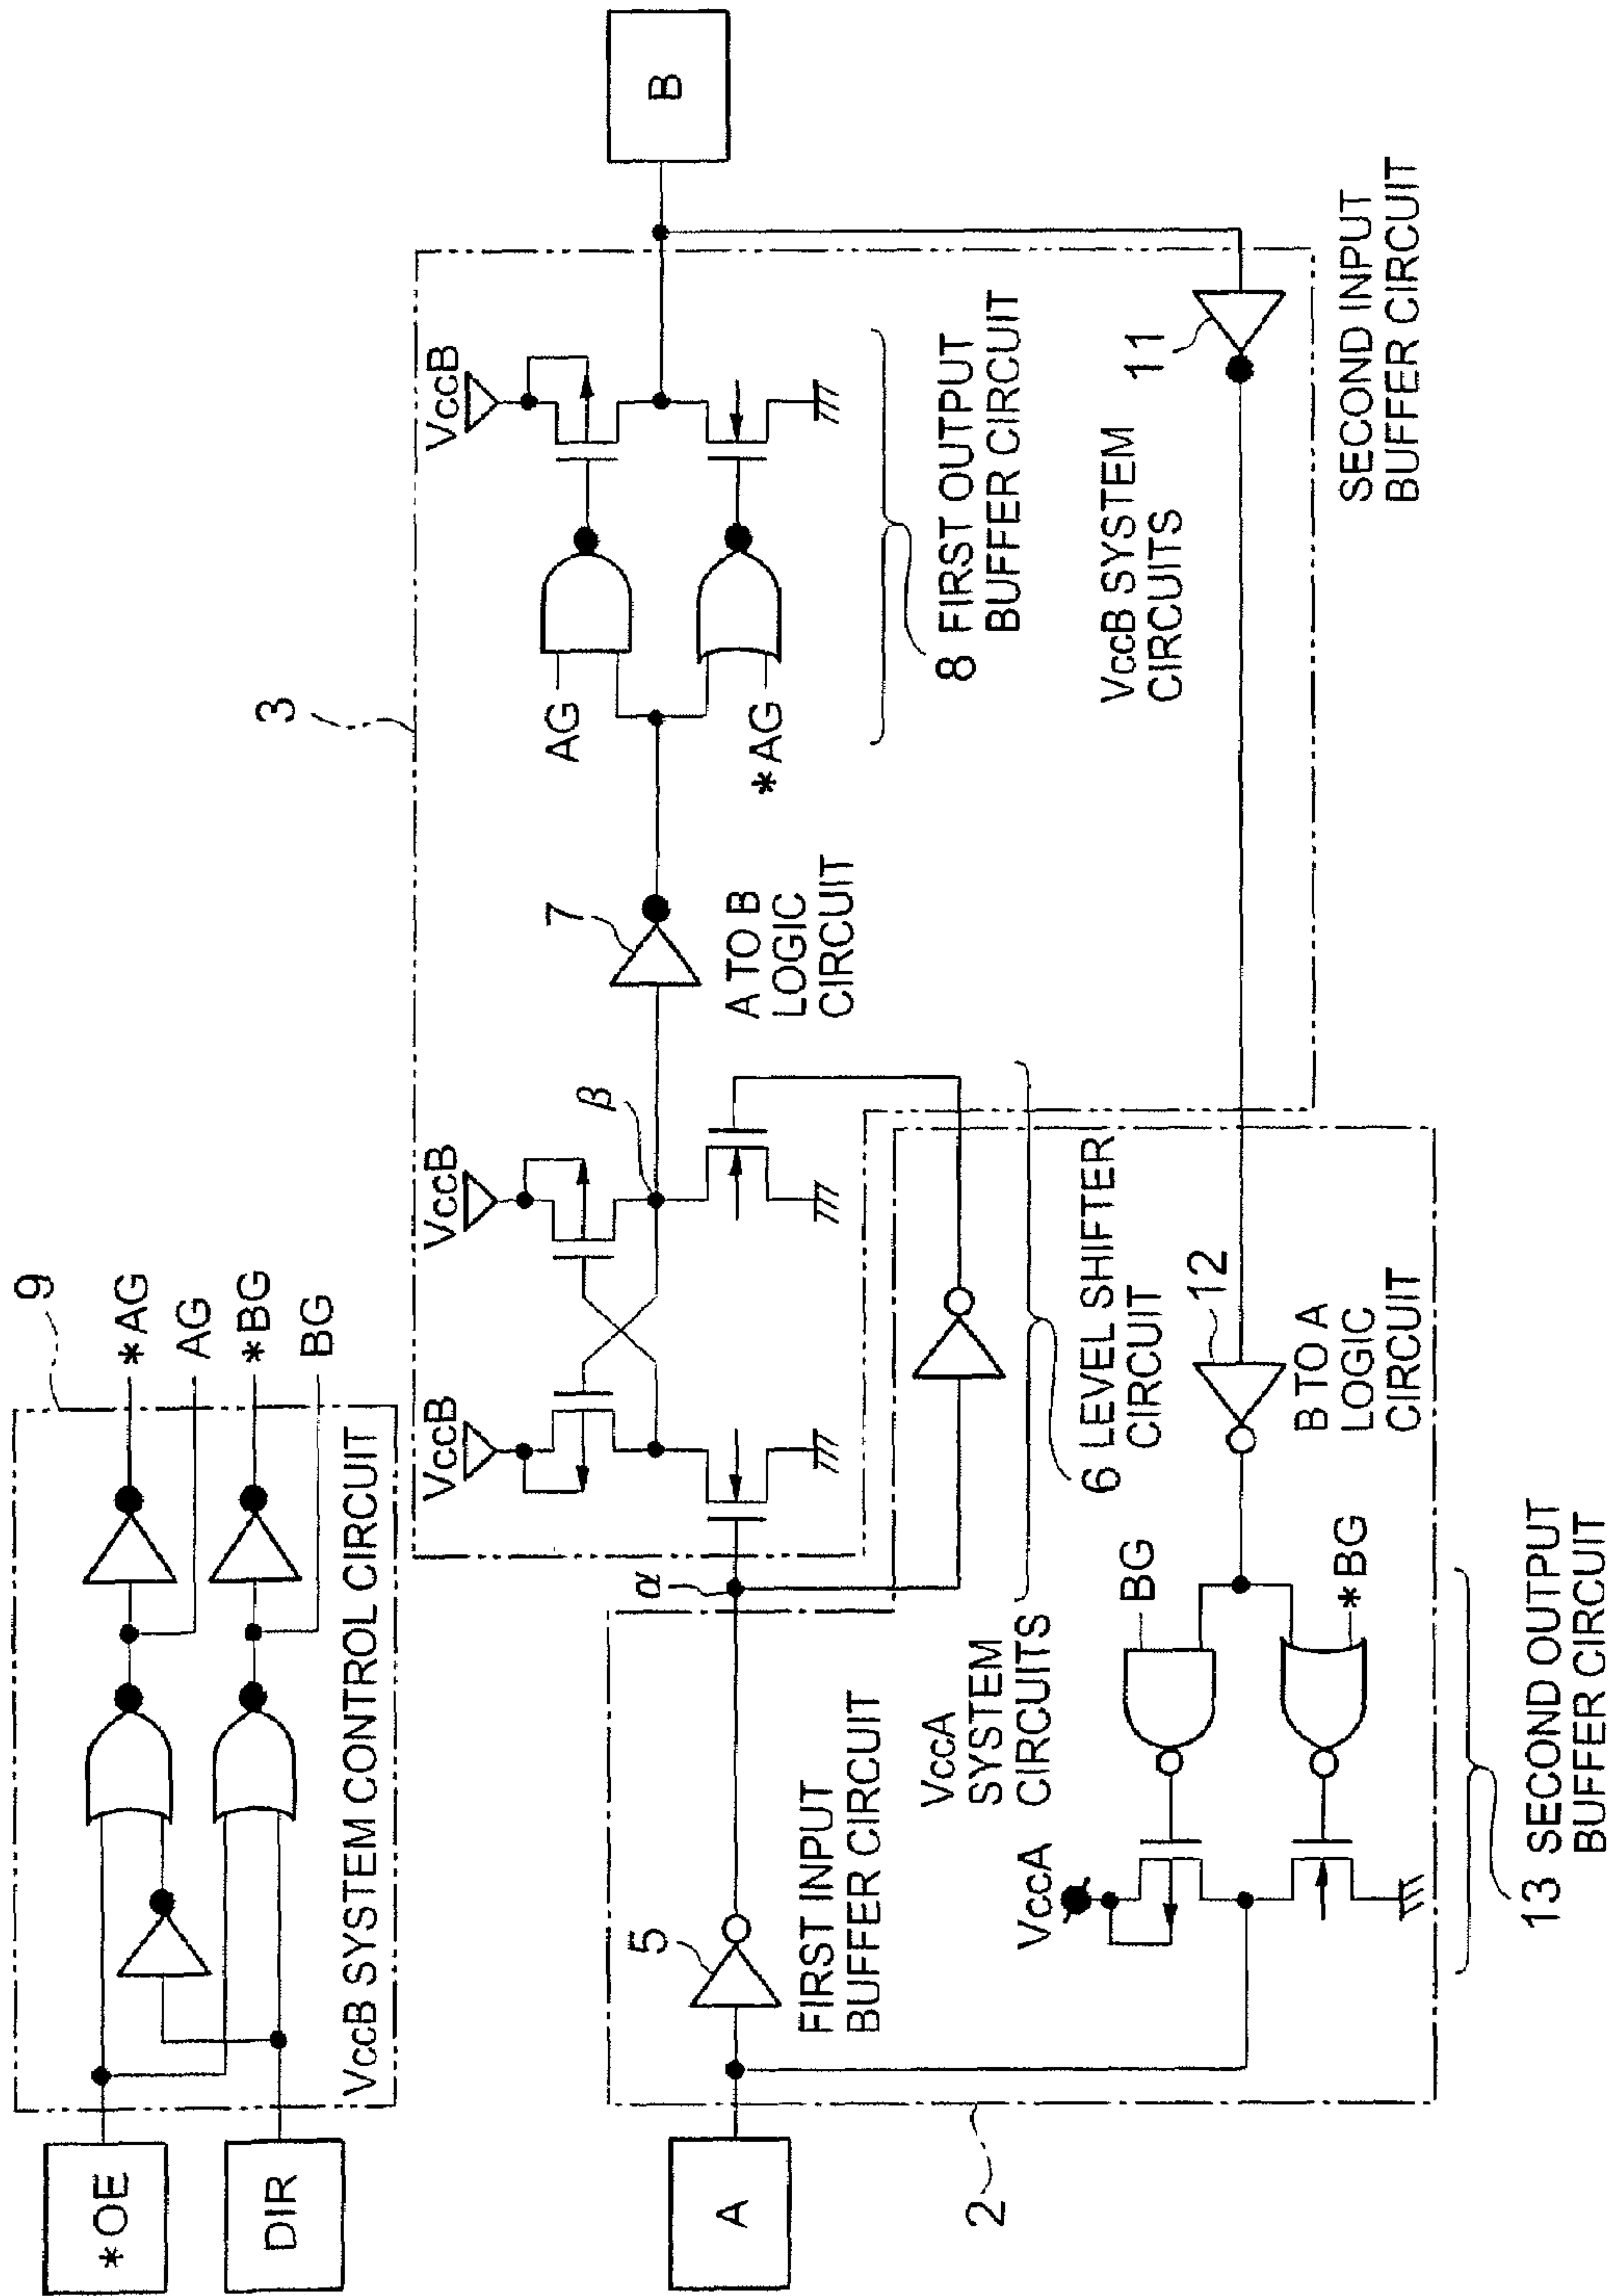 *OE
DIR
9
*AG
AG
*BG
BG
VccB SYSTEM CONTROL CIRCUIT
3
VccB
VccB
VccB
β
7
A TO B
LOGIC
CIRCUIT
AG
*AG
8 FIRST OUTPUT
BUFFER CIRCUIT
B
α
A
5
FIRST INPUT
BUFFER CIRCUIT
VccA
SYSTEM
CIRCUITS
6 LEVEL SHIFTER
CIRCUIT
VccB SYSTEM
CIRCUITS
11
SECOND INPUT
BUFFER CIRCUIT
2
VccA
BG
*BG
12
B TO A
LOGIC
CIRCUIT
13 SECOND OUTPUT
BUFFER CIRCUIT